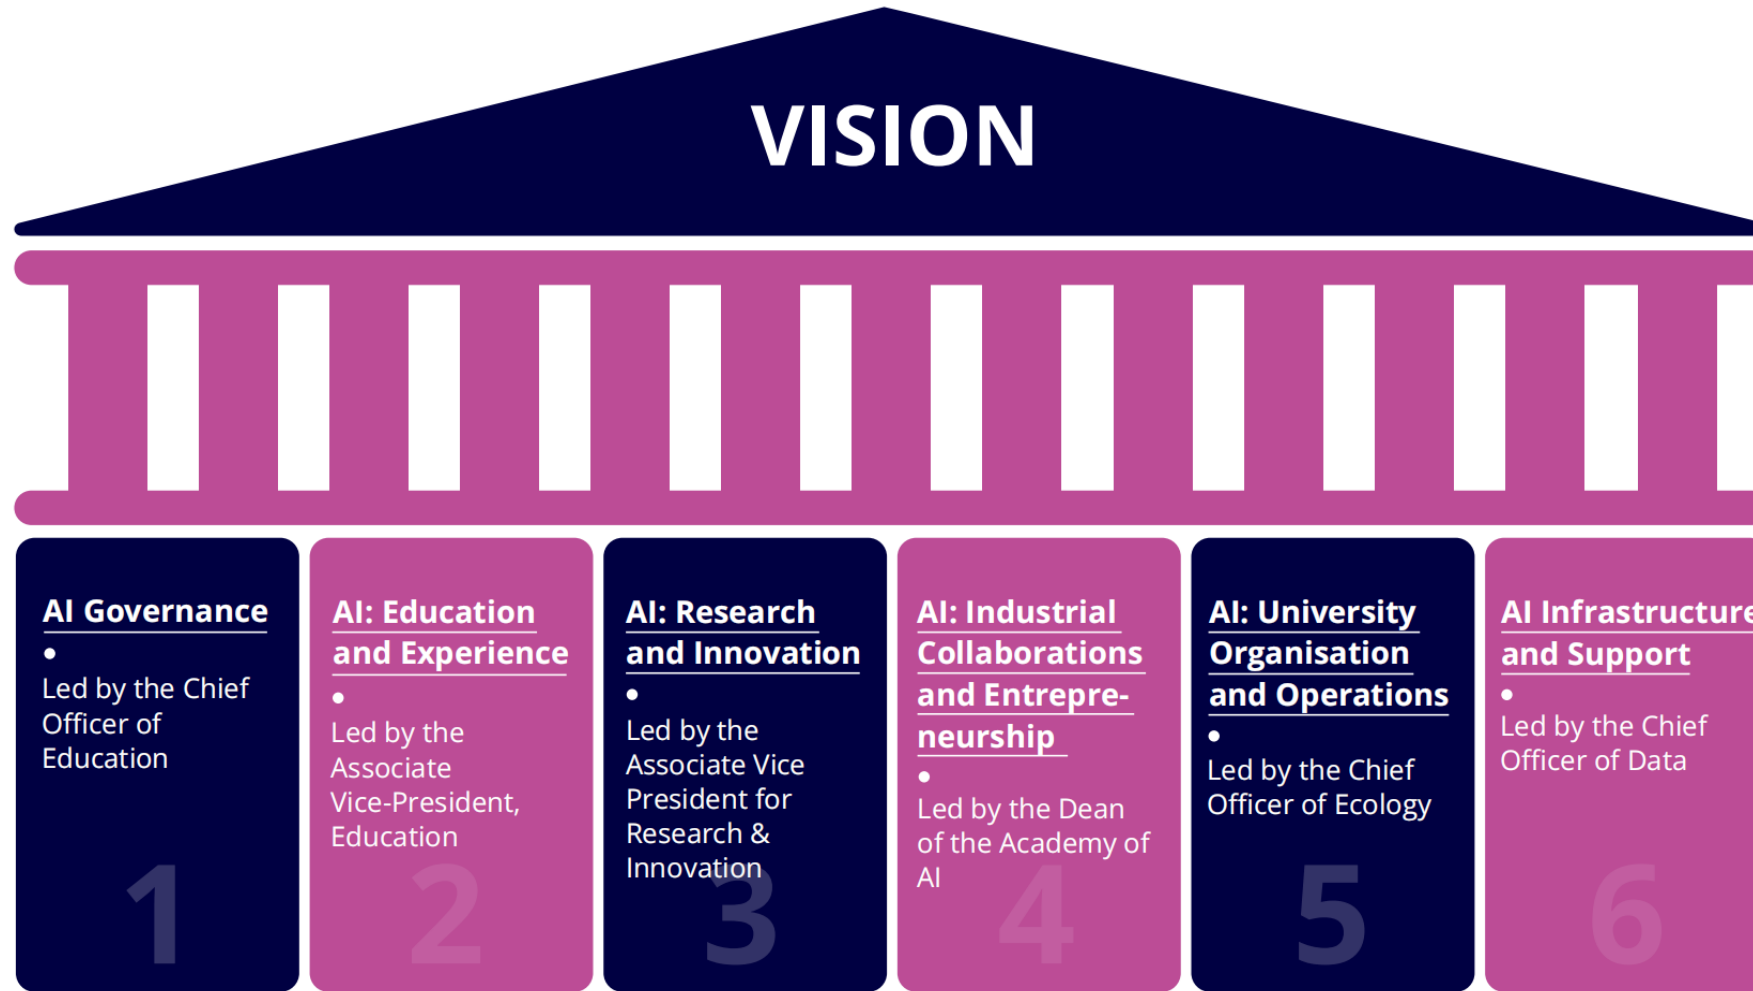 VISION
AI Governance
•
Led by the Chief
Officer of
Education
1
AI: Education
and Experience
•
Led by the
Associate
Vice-President,
Education
2
AI: Research
and Innovation
•
Led by the
Associate Vice
President for
Research &
Innovation
3
AI: Industrial
Collaborations
and Entrepre-
neurship
•
Led by the Dean
of the Academy of
AI
4
AI: University
Organisation
and Operations
•
Led by the Chief
Officer of Ecology
5
AI Infrastructure
and Support
•
Led by the Chief
Officer of Data
6